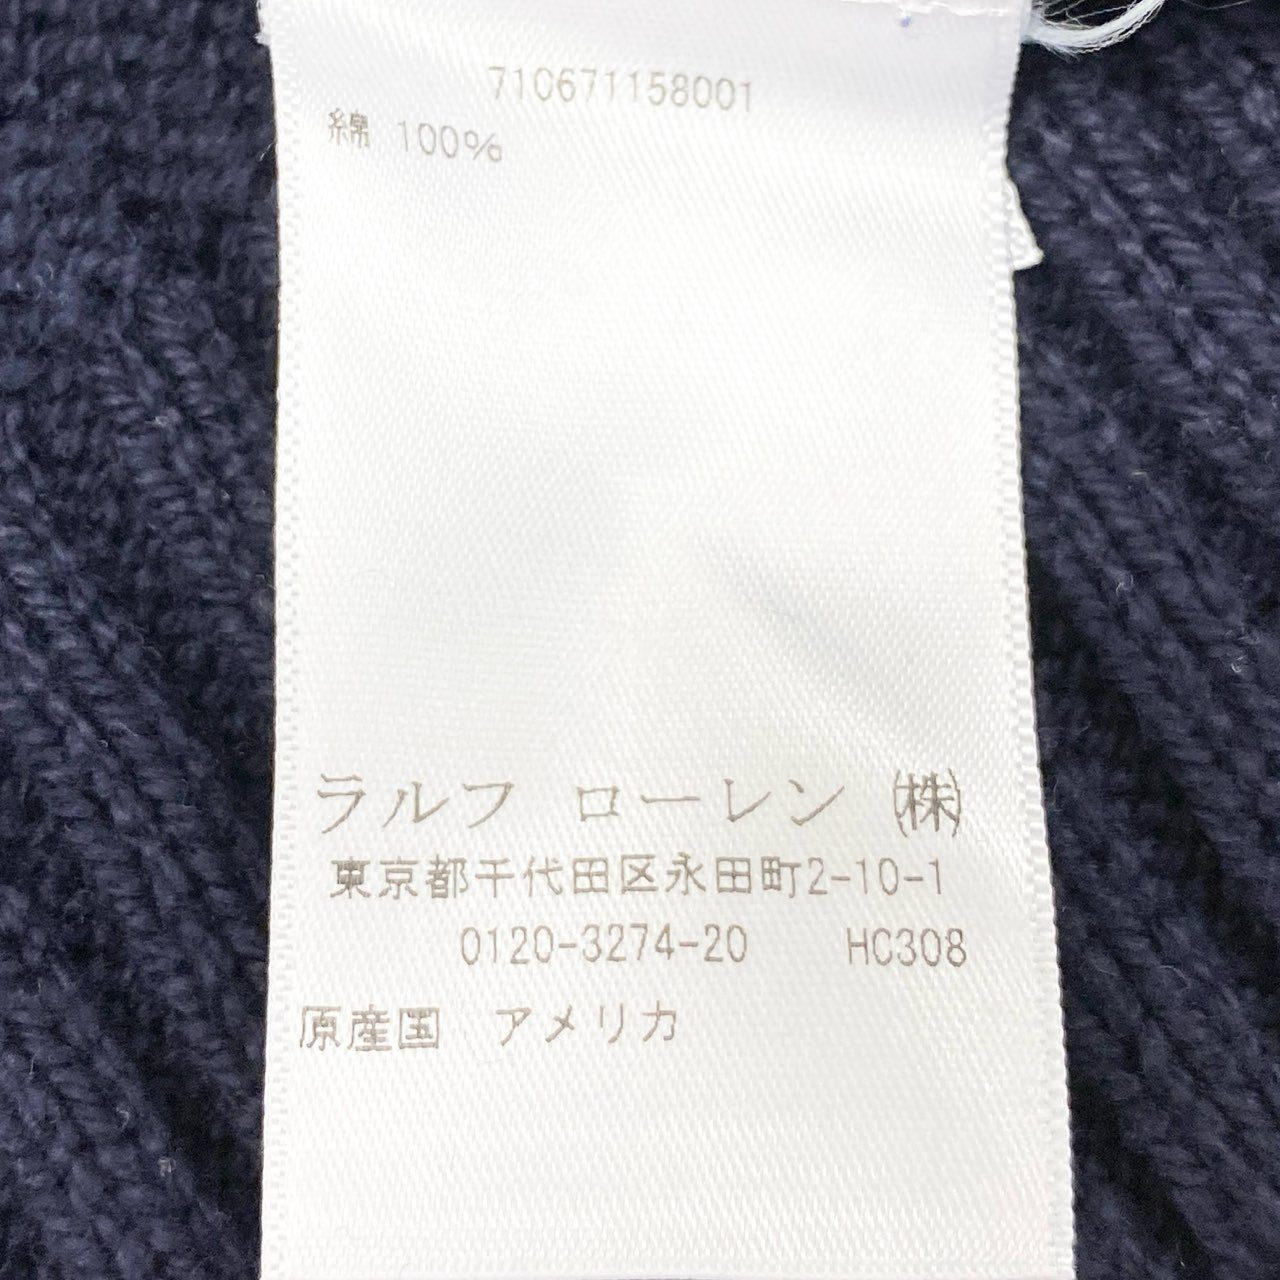 710671158001
綿 100%
ラルフ ローレン ㈱
東京都千代田区永田町2-10-1
0120-3274-20 HC308
原産国 アメリカ